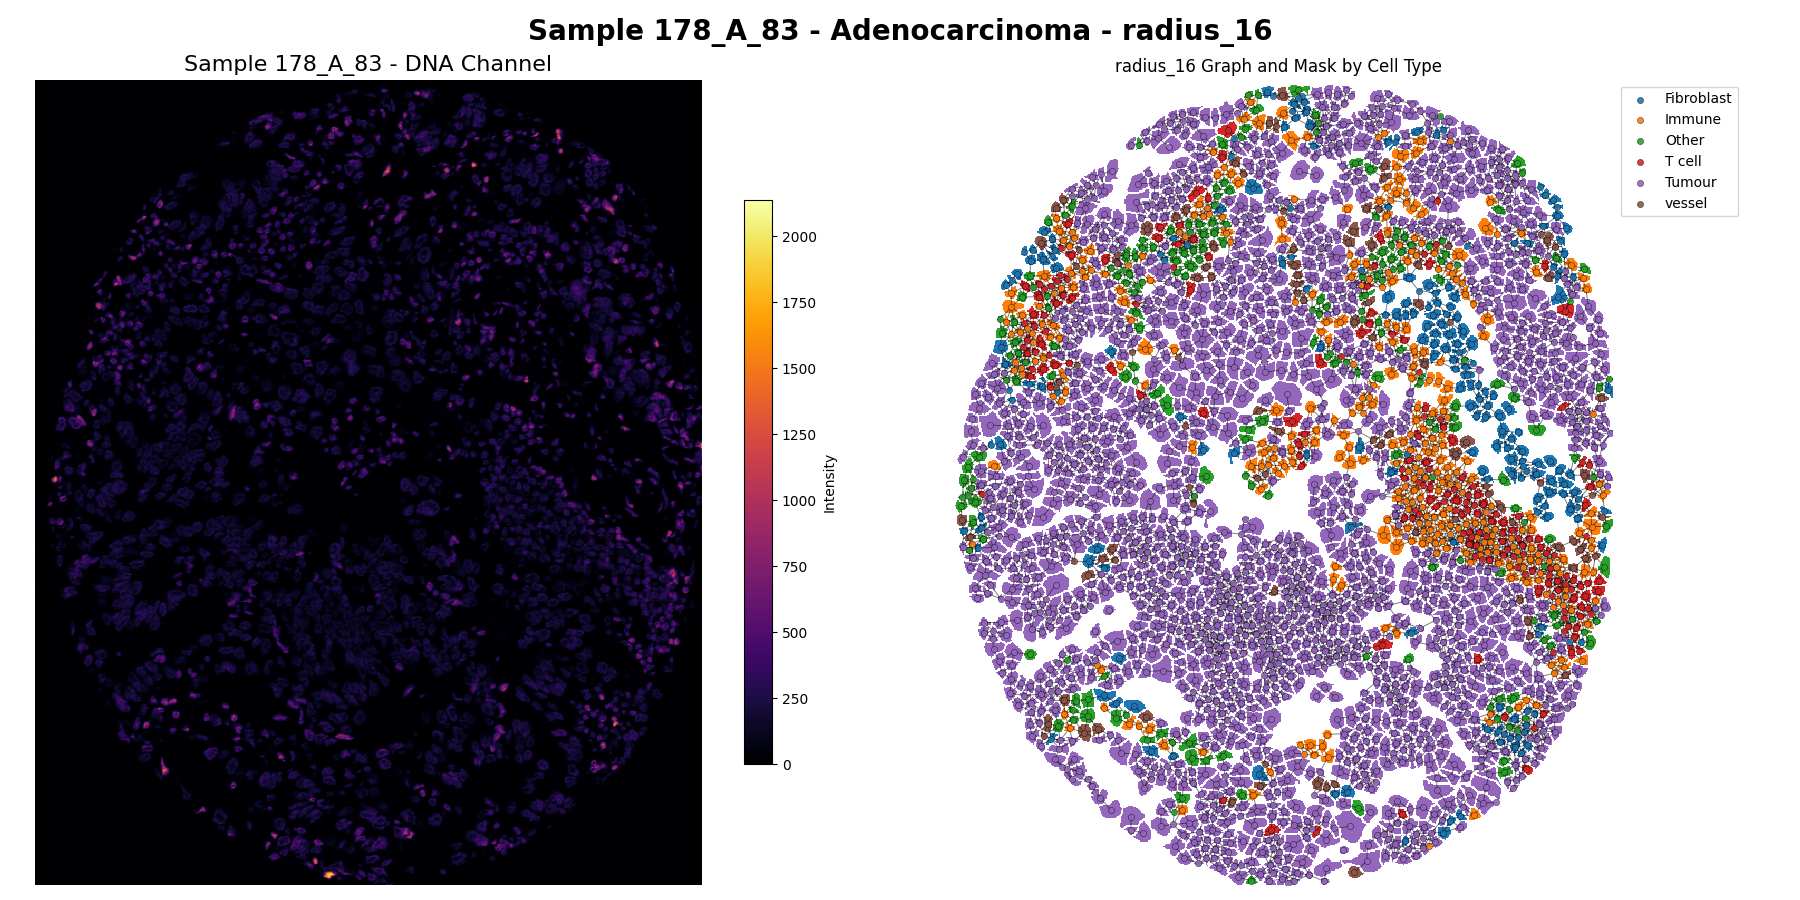 Sample 178_A_83 - Adenocarcinoma - radius_16
Sample 178_A_83 - DNA Channel
radius_16 Graph and Mask by Cell Type
Fibroblast
Immune
Other
T cell
Tumour
vessel
2000
1750
1500
1250
1000
750
500
250
0
Intensity